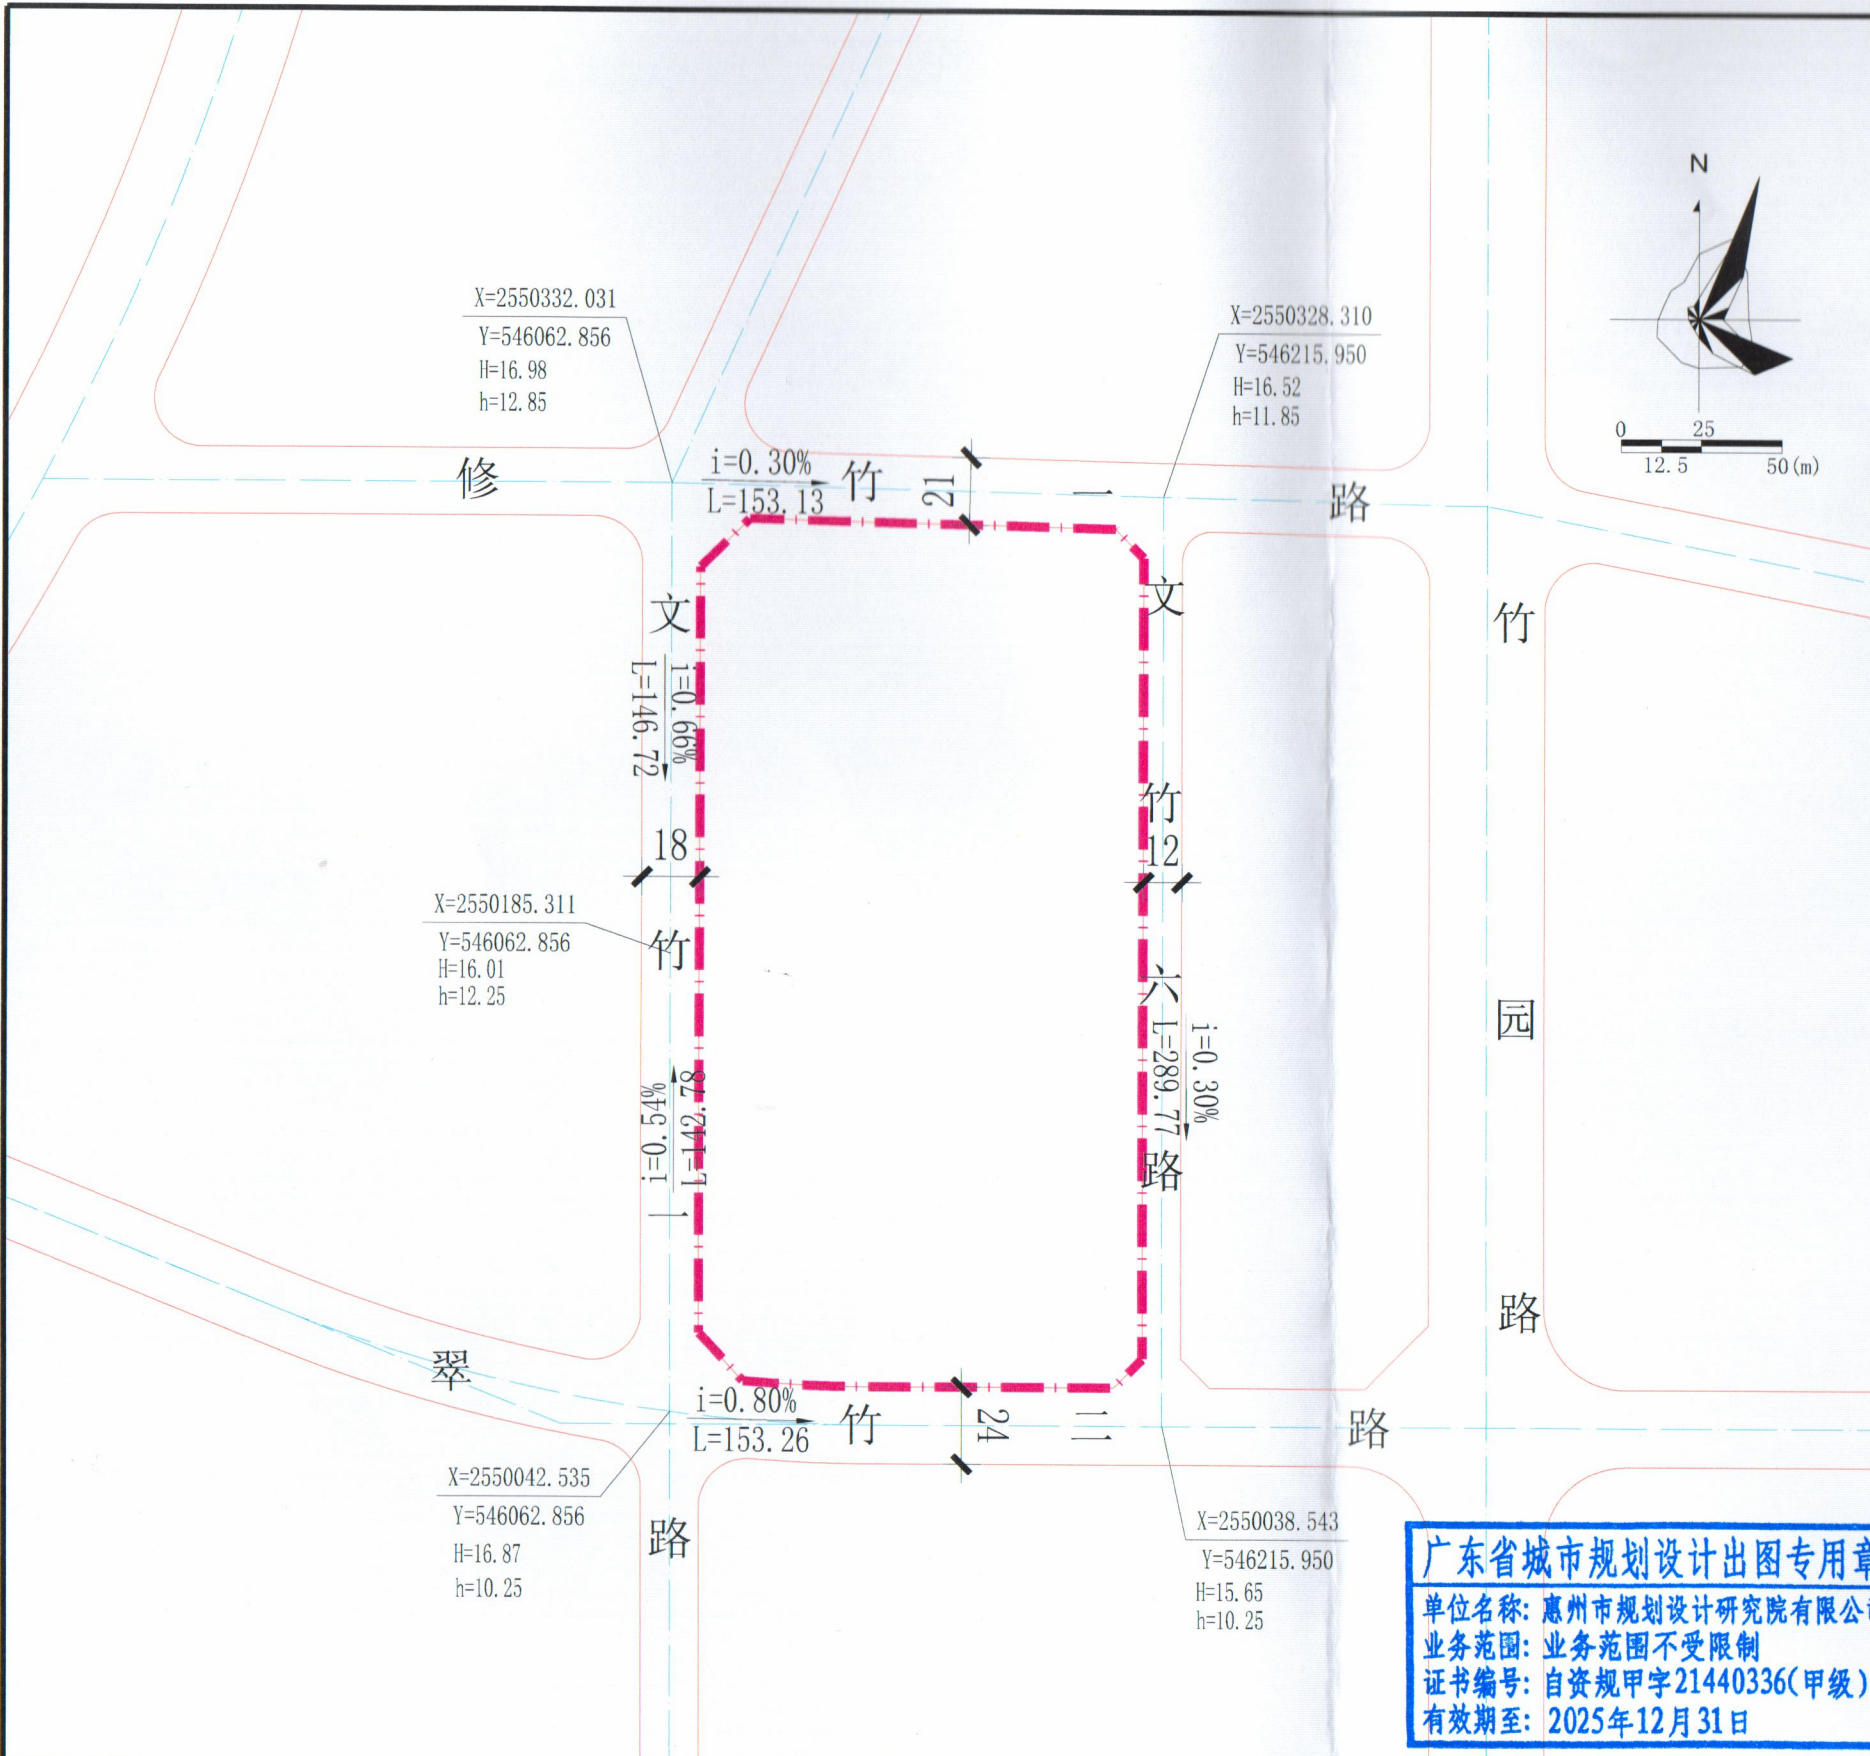 N
0 25
12.5 50(m)
X=2550332.031
Y=546062.856
H=16.98
h=12.85
X=2550328.310
Y=546215.950
H=16.52
h=11.85
修竹一路
i=0.30%
L=153.13
21
文竹一路
i=0.66%
L=146.72
18
X=2550185.311
Y=546062.856
H=16.01
h=12.25
i=0.54%
L=142.78
文竹六路
12
i=0.30%
L=289.77
竹园路
翠竹二路
i=0.80%
L=153.26
24
X=2550042.535
Y=546062.856
H=16.87
h=10.25
X=2550038.543
Y=546215.950
H=15.65
h=10.25
广东省城市规划设计出图专用章
单位名称：惠州市规划设计研究院有限公司
业务范围：业务范围不受限制
证书编号：自资规甲字21440336(甲级)
有效期至：2025年12月31日